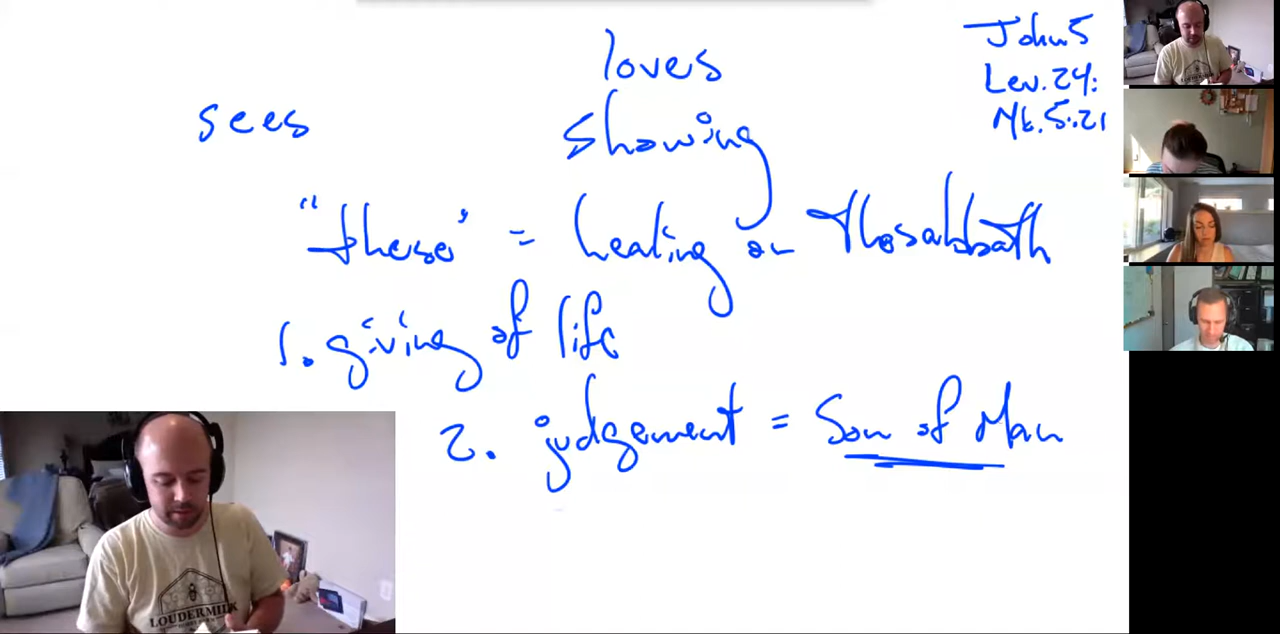 loves
sees
showing
"these" = healing on the sabbath
1. giving of life
2. judgement = Son of Man
John 5
Lev. 24:
Mt. 5:21
LOUDERMILK